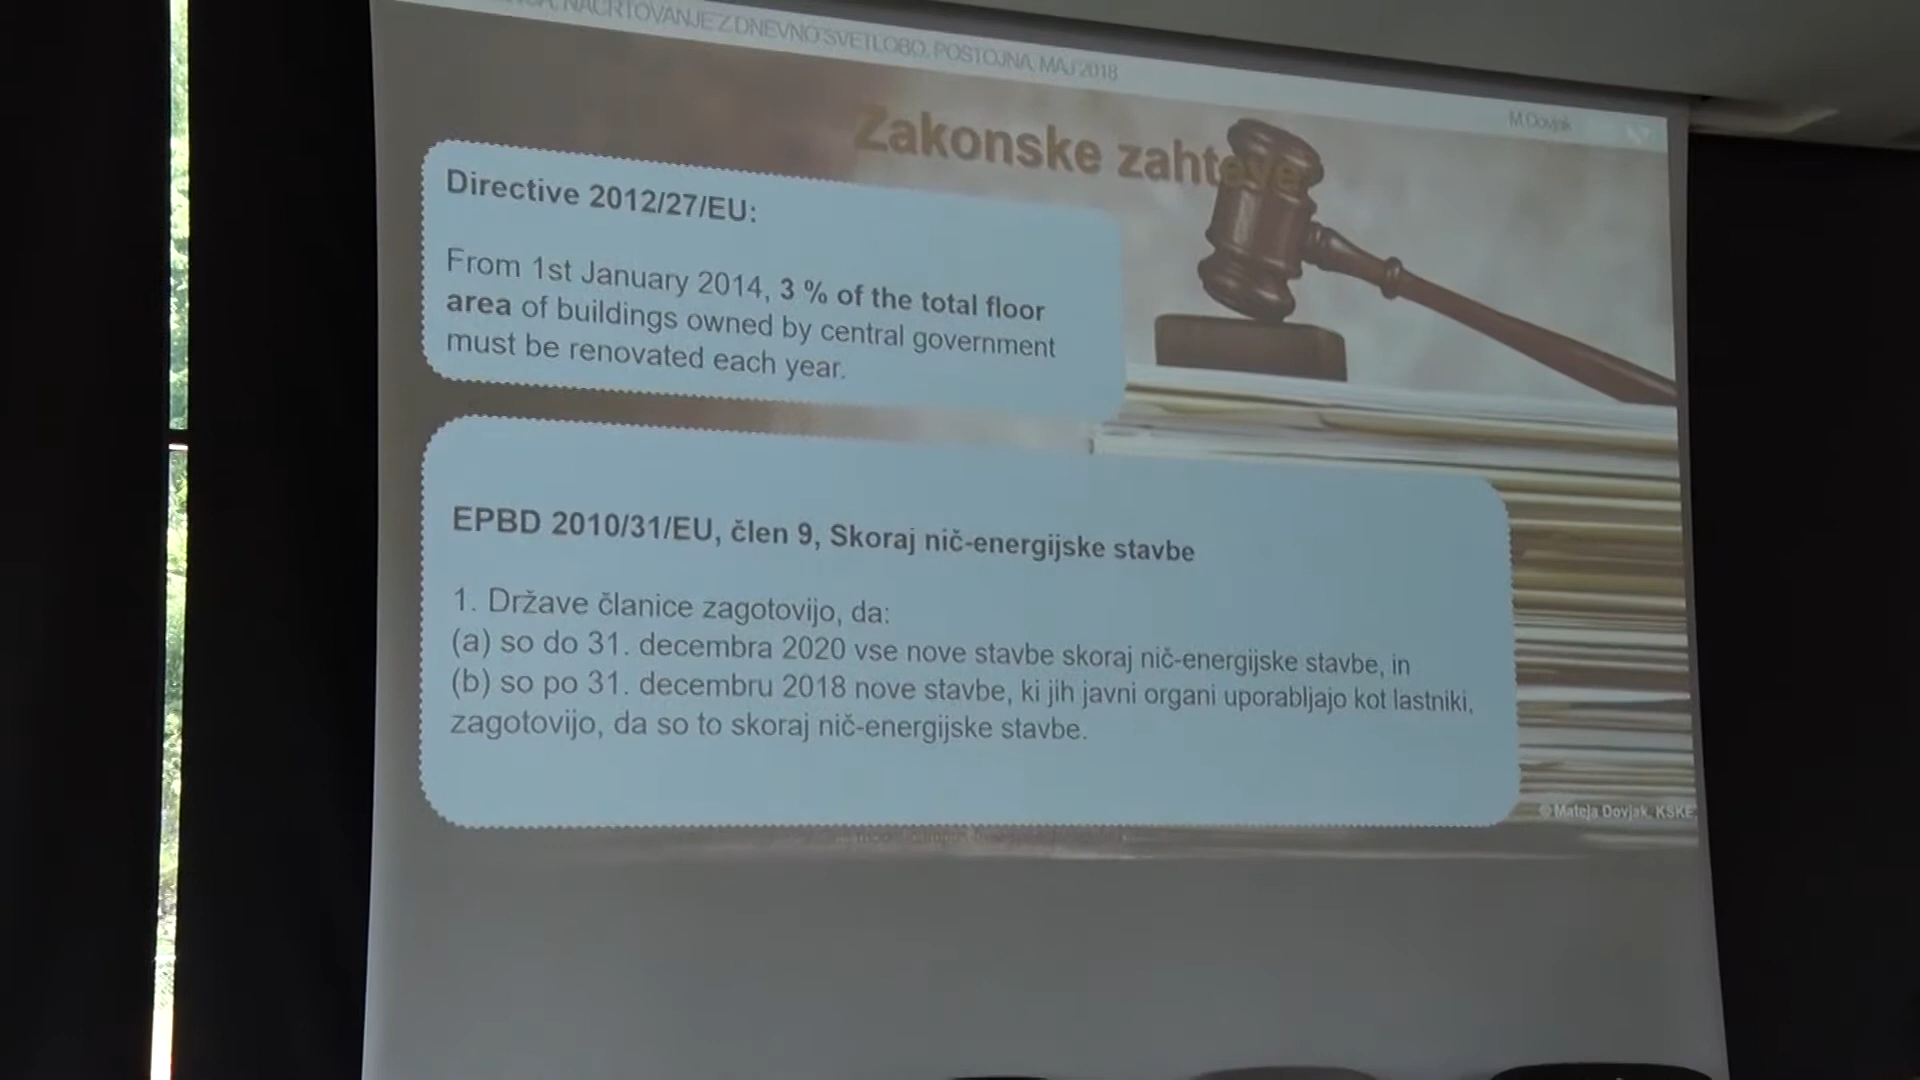 NAČRTOVANJE Z DNEVNO SVETLOBO, POSTOJNA, MAJ 2018
M.Dovjak
Zakonske zahteve
Directive 2012/27/EU:
From 1st January 2014, 3 % of the total floor
area of buildings owned by central government
must be renovated each year.
EPBD 2010/31/EU, člen 9, Skoraj nič-energijske stavbe
1. Države članice zagotovijo, da:
(a) so do 31. decembra 2020 vse nove stavbe skoraj nič-energijske stavbe, in
(b) so po 31. decembru 2018 nove stavbe, ki jih javni organi uporabljajo kot lastniki,
zagotovijo, da so to skoraj nič-energijske stavbe.
© Mateja Dovjak, KSKE